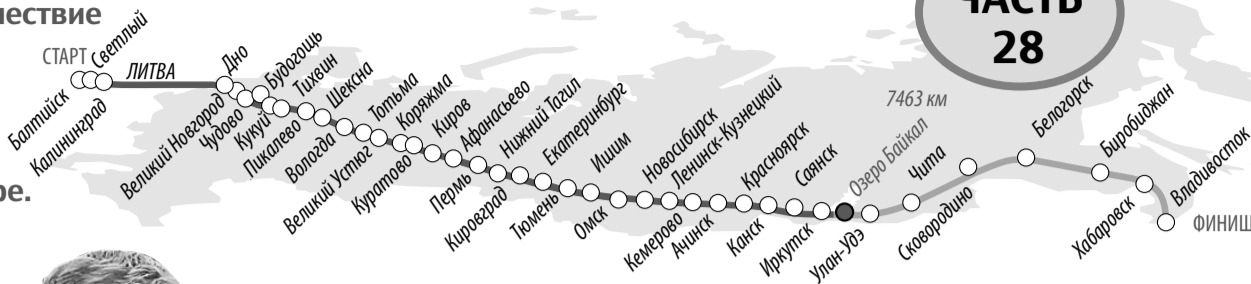 ествие
ЧАСТЬ
28
СТАРТ
Балтийск
Светлый
Калининград
ЛИТВА
Дно
Великий Новгород
Чудово
Будогощь
Кукуй
Тихвин
Пикалево
Шексна
Вологда
Тотьма
Великий Устюг
Коряжма
Куратово
Киров
Афанасьево
Пермь
Нижний Тагил
Кировград
Екатеринбург
Тюмень
Ишим
Омск
Новосибирск
Кемерово
Ленинск-Кузнецкий
Ачинск
Красноярск
Канск
Саянск
Иркутск
7463 км
Озеро Байкал
Улан-Удэ
Чита
Сковородино
Белогорск
Биробиджан
Хабаровск
Владивосток
ФИНИШ
ре.